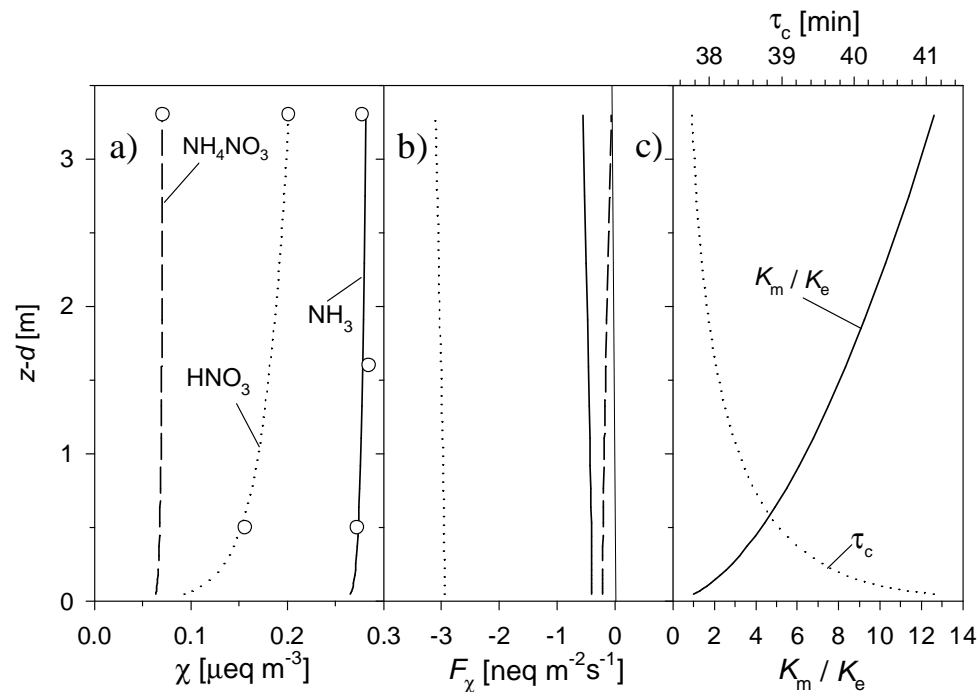 τc [min]
38 39 40 41
a) b) c)
NH4NO3
3
Km / Ke
NH3
2
z-d [m]
HNO3
1
τc
0
0.0 0.1 0.2 0.3 -3 -2 -1 0 0 2 4 6 8 10 12 14
χ [μeq m-3] Fχ [neq m-2s-1] Km / Ke